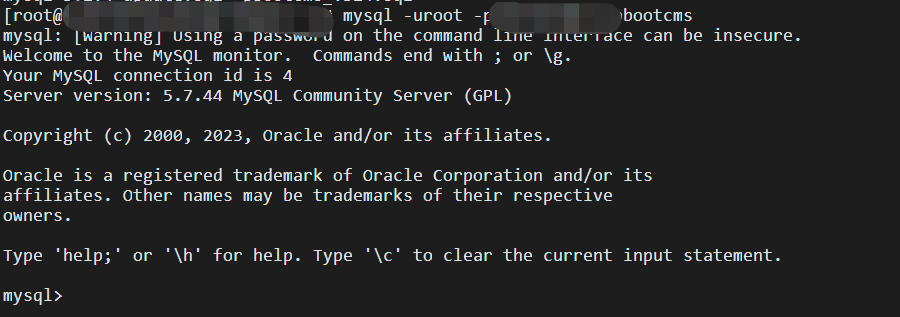 [root@ mysql -uroot -p bootcms
mysql: [Warning] Using a password on the command line interface can be insecure.
Welcome to the MySQL monitor.  Commands end with ; or \g.
Your MySQL connection id is 4
Server version: 5.7.44 MySQL Community Server (GPL)
Copyright (c) 2000, 2023, Oracle and/or its affiliates.
Oracle is a registered trademark of Oracle Corporation and/or its
affiliates. Other names may be trademarks of their respective
owners.
Type 'help;' or '\h' for help. Type '\c' to clear the current input statement.
mysql>